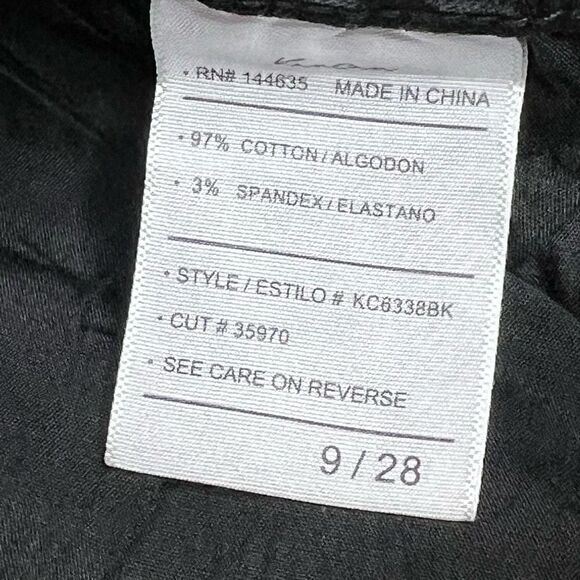 • RN# 144635 MADE IN CHINA
• 97% COTTON / ALGODON
• 3% SPANDEX / ELASTANO
• STYLE / ESTILO # KC6338BK
• CUT # 35970
• SEE CARE ON REVERSE
9 / 28